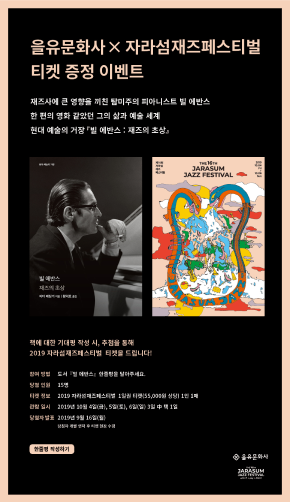 을유문화사 × 자라섬재즈페스티벌
티켓 증정 이벤트
재즈사에 큰 영향을 끼친 탐미주의 피아니스트 빌 에반스
한 편의 영화 같았던 그의 삶과 예술 세계
현대 예술의 거장 『빌 에반스 : 재즈의 초상』
THE 16TH
JARASUM
JAZZ FESTIVAL
빌 에반스
재즈의 초상
JARASUM JAZZ
책에 대한 기대평 작성 시, 추첨을 통해
2019 자라섬재즈페스티벌 티켓을 드립니다!
참여 방법 도서 『빌 에반스』 한줄평을 달아주세요.
당첨 인원 15명
티켓 정보 2019 자라섬재즈페스티벌 1일권 티켓(55,000원 상당) 1인 1매
관람 일시 2019년 10월 4일(금), 5일(토), 6일(일) 3일 中 택 1일
당첨자 발표 2019년 9월 16일(월)
한줄평 작성하기
을유문화사
JARASUM
JAZZ FESTIVAL